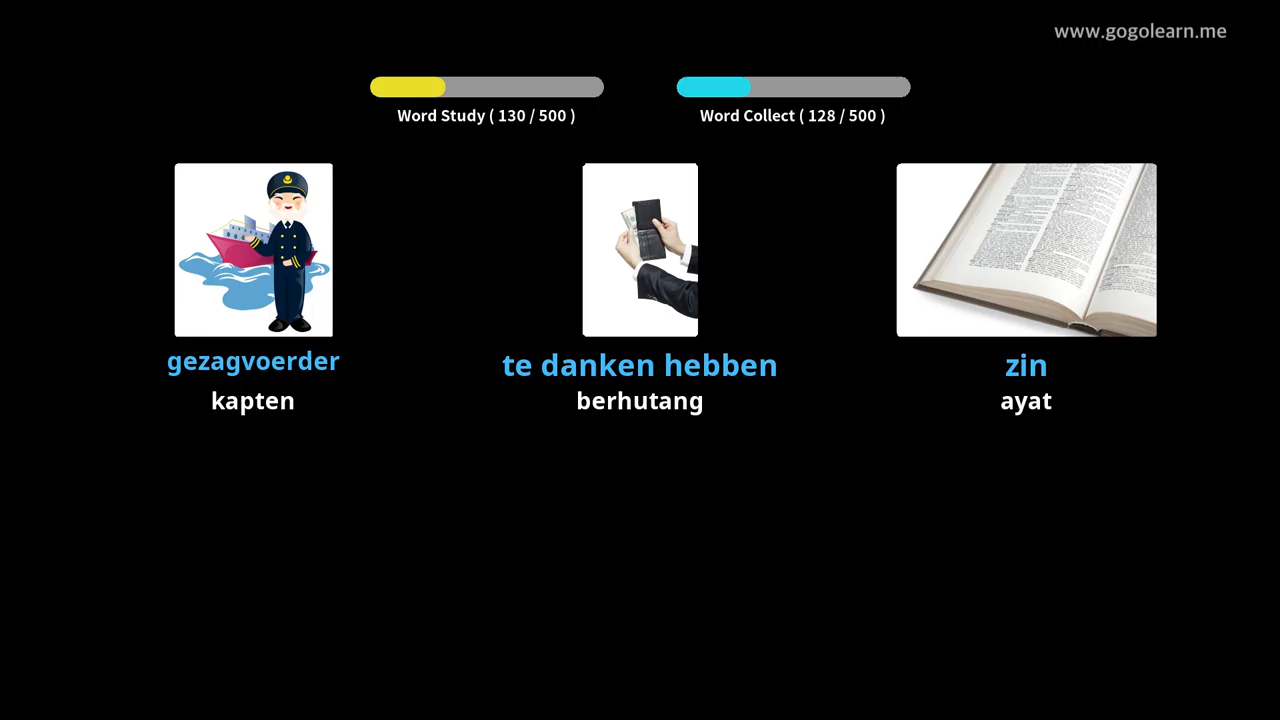 www.gogolearn.me
Word Study ( 130 / 500 )
Word Collect ( 128 / 500 )
gezagvoerder
te danken hebben
zin
kapten
berhutang
ayat